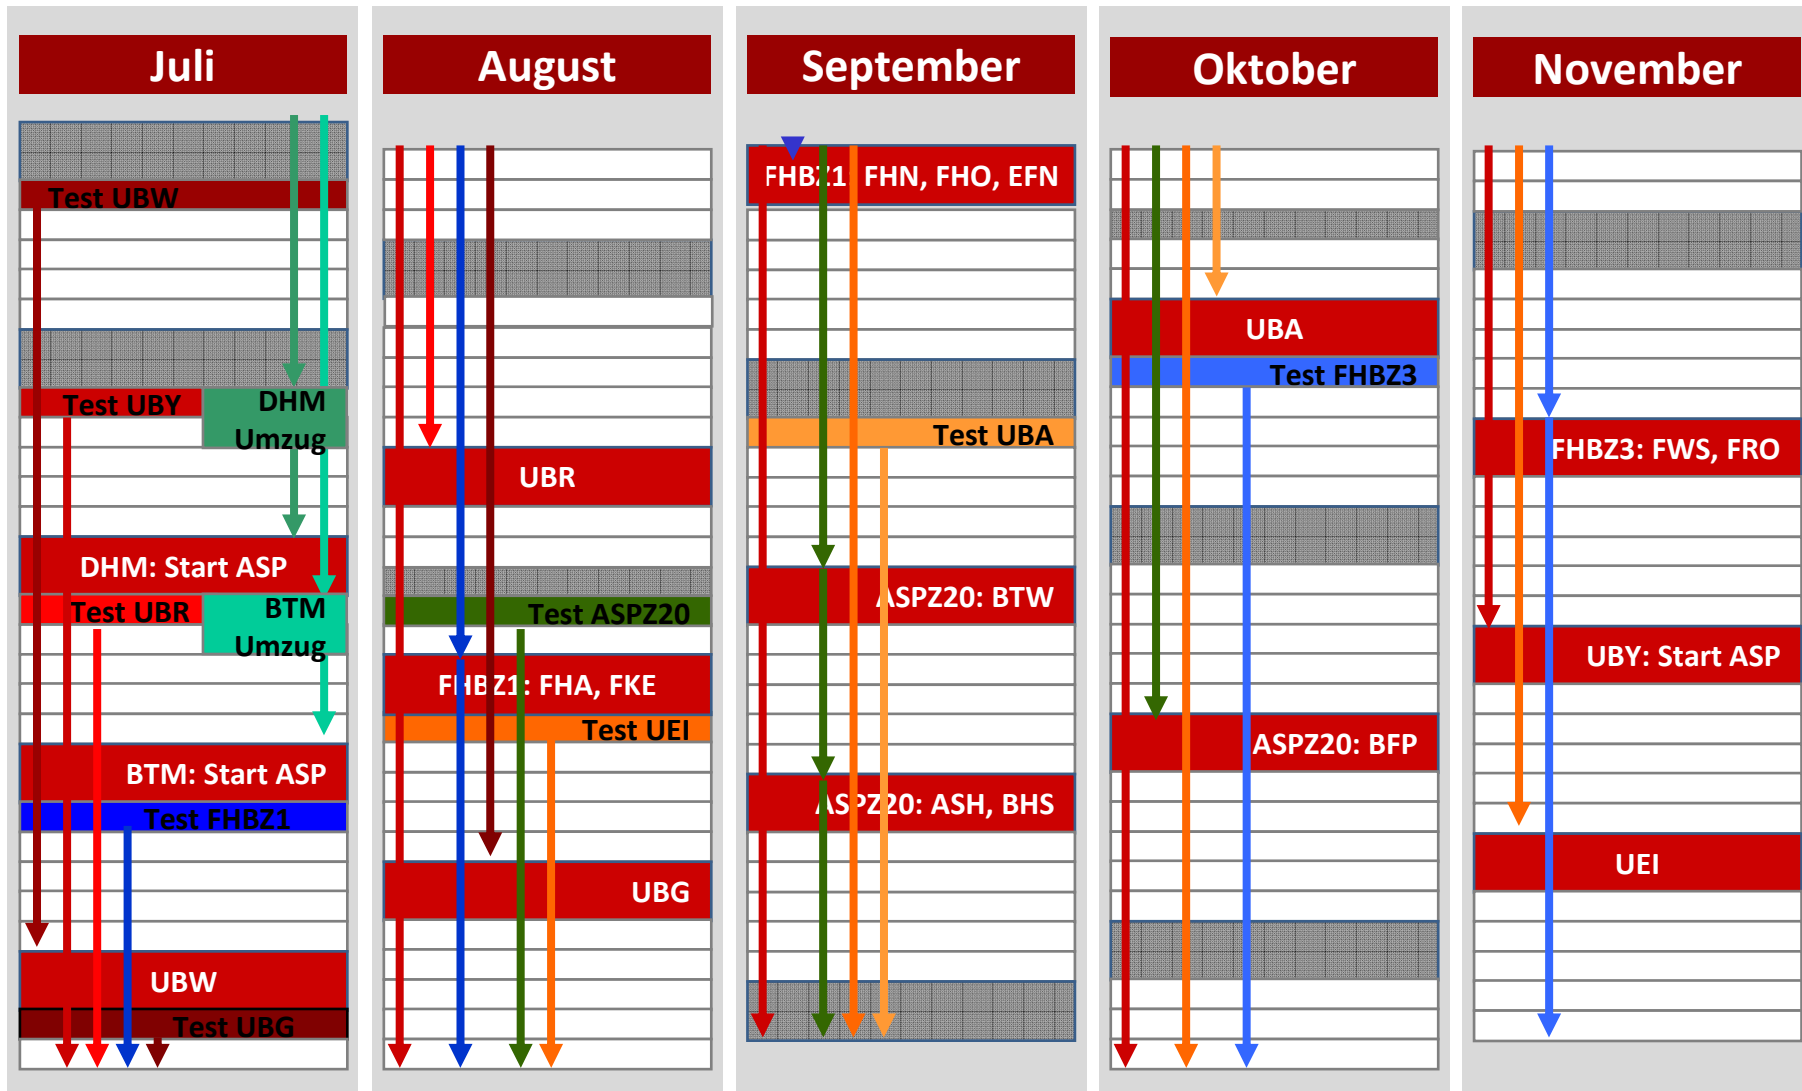 Juli
Test UBW
Test UBY
DHM
Umzug
DHM: Start ASP
Test UBR
BTM
Umzug
BTM: Start ASP
Test FHBZ1
UBW
Test UBG
August
UBR
Test ASPZ20
FHBZ1: FHA, FKE
Test UEI
UBG
September
FHBZ1: FHN, FHO, EFN
Test UBA
ASPZ20: BTW
ASPZ20: ASH, BHS
Oktober
UBA
Test FHBZ3
ASPZ20: BFP
November
FHBZ3: FWS, FRO
UBY: Start ASP
UEI